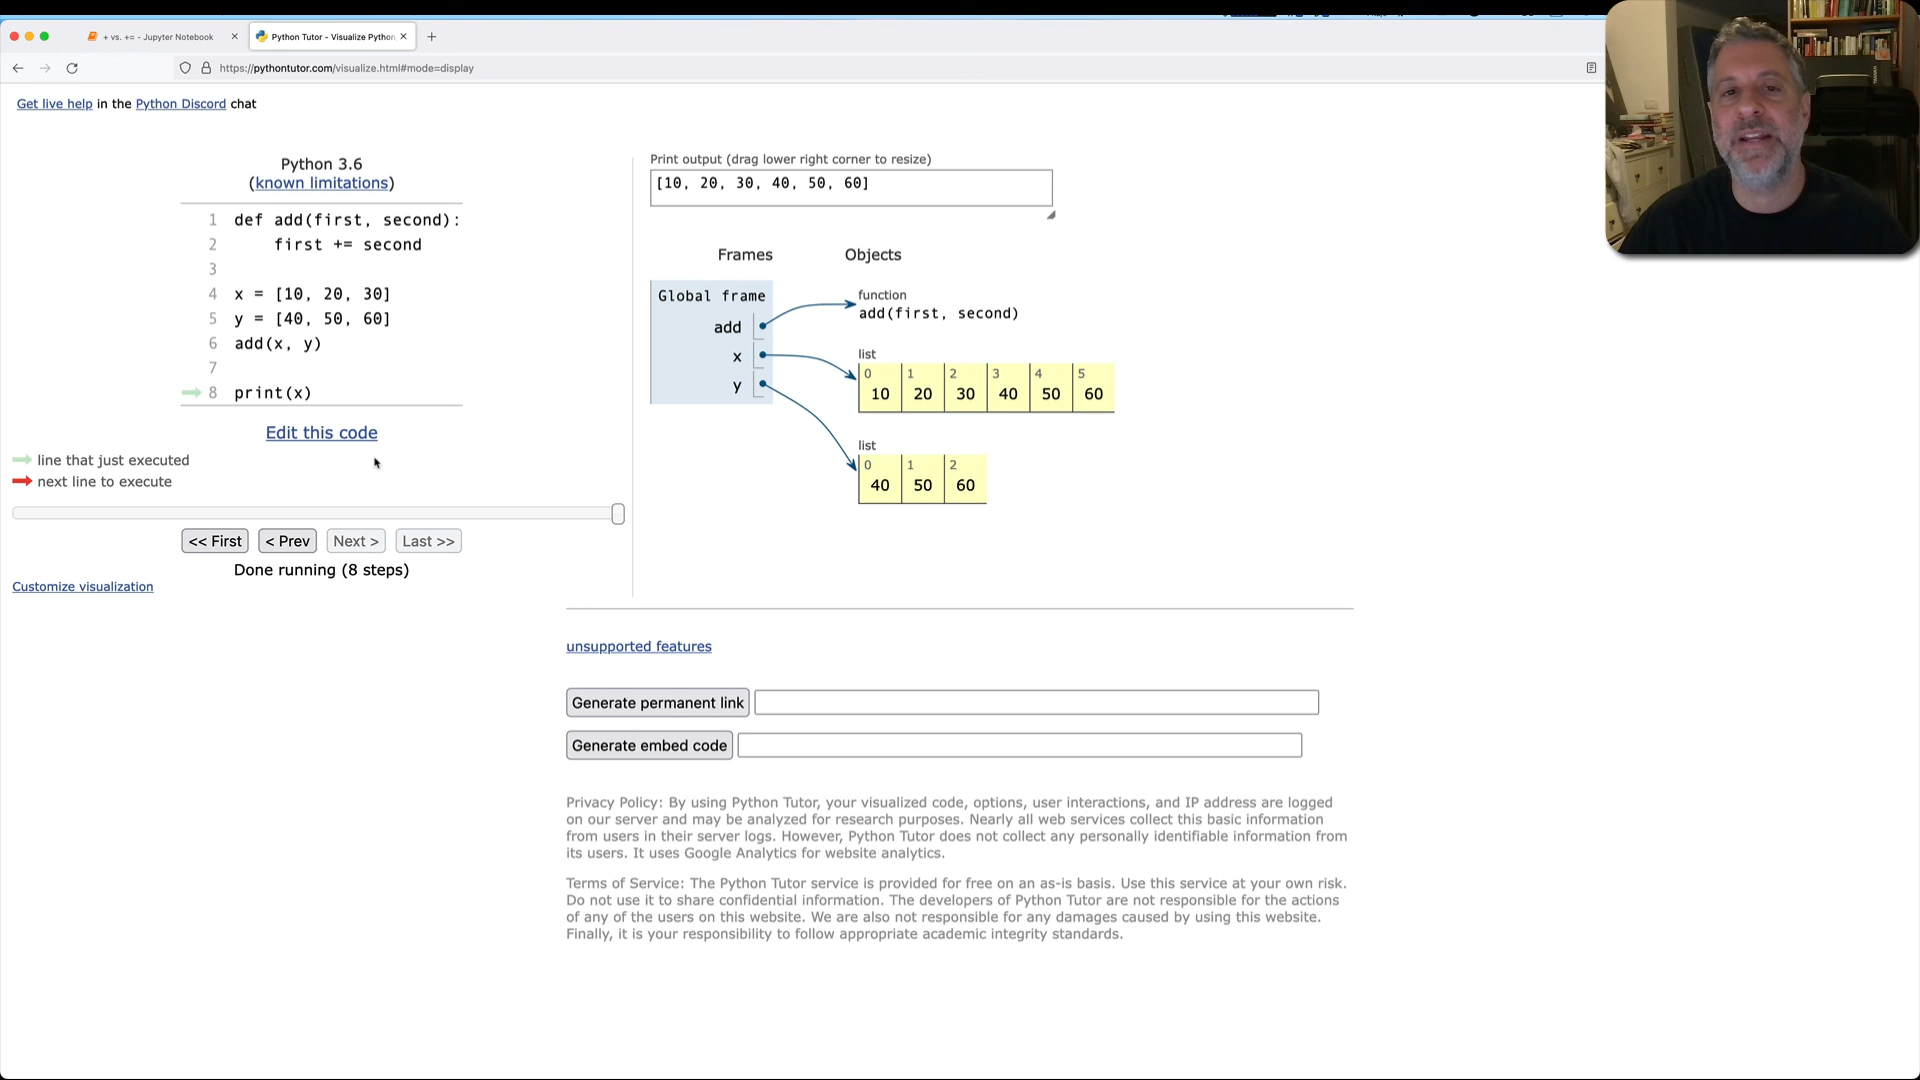 + vs. += - Jupyter Notebook
Python Tutor - Visualize Python,
https://pythontutor.com/visualize.html#mode=display
Get live help in the Python Discord chat
Python 3.6
(known limitations)
1 def add(first, second):
2     first += second
3
4 x = [10, 20, 30]
5 y = [40, 50, 60]
6 add(x, y)
7
8 print(x)
Edit this code
line that just executed
next line to execute
<< First < Prev Next > Last >>
Done running (8 steps)
Customize visualization
Print output (drag lower right corner to resize)
[10, 20, 30, 40, 50, 60]
Frames Objects
Global frame
add
x
y
function
add(first, second)
list
0 1 2 3 4 5
10 20 30 40 50 60
list
0 1 2
40 50 60
unsupported features
Generate permanent link
Generate embed code
Privacy Policy: By using Python Tutor, your visualized code, options, user interactions, and IP address are logged
on our server and may be analyzed for research purposes. Nearly all web services collect this basic information
from users in their server logs. However, Python Tutor does not collect any personally identifiable information from
its users. It uses Google Analytics for website analytics.
Terms of Service: The Python Tutor service is provided for free on an as-is basis. Use this service at your own risk.
Do not use it to share confidential information. The developers of Python Tutor are not responsible for the actions
of any of the users on this website. We are also not responsible for any damages caused by using this website.
Finally, it is your responsibility to follow appropriate academic integrity standards.